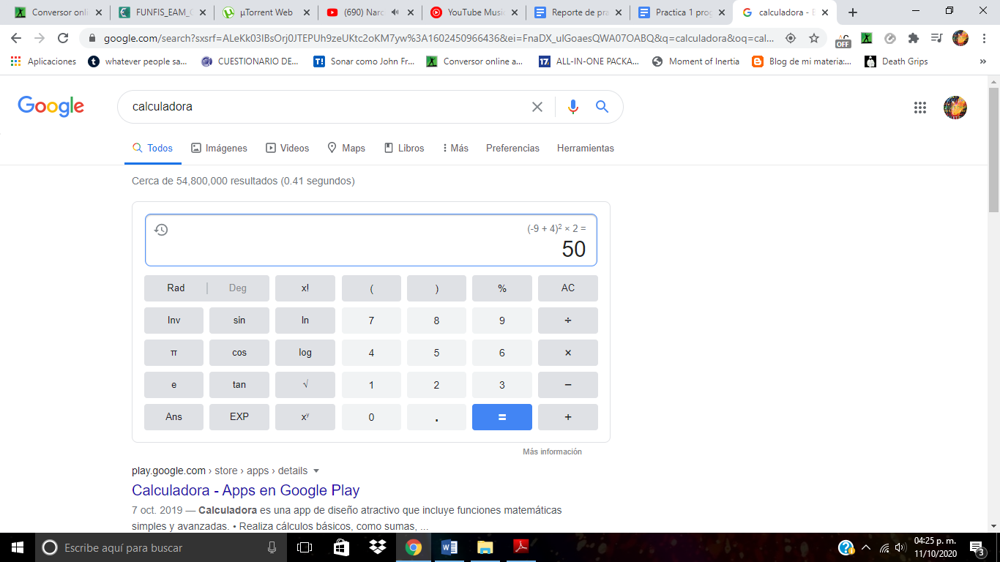 Conversor onli
FUNFIS_EAM_C
µTorrent Web
(690) Narc
YouTube Music
Reporte de pra
Practica 1 prog
calculadora - B
google.com/search?sxsrf=ALeKk03IBsOrj0JTEPUh9zeUKtc2oKM7yw%3A1602450966436&ei=FnaDX_ulGoaesQWA07OABQ&q=calculadora&oq=cal...
OFF
Aplicaciones
whatever people sa...
CUESTIONARIO DE...
Sonar como John Fr...
Conversor online a...
ALL-IN-ONE PACKA...
Moment of Inertia
Blog de mi materia:...
Death Grips
»
Google
calculadora
Todos
Imágenes
Videos
Maps
Libros
Más
Preferencias
Herramientas
Cerca de 54,800,000 resultados (0.41 segundos)
(-9 + 4)² × 2 =
50
Rad | Deg x! ( ) % AC
Inv sin ln 7 8 9 ÷
π cos log 4 5 6 ×
e tan √ 1 2 3 −
Ans EXP xʸ 0 . = +
Más información
play.google.com › store › apps › details
Calculadora - Apps en Google Play
7 oct. 2019 — Calculadora es una app de diseño atractivo que incluye funciones matemáticas
simples y avanzadas. • Realiza cálculos básicos, como sumas, ...
Escribe aquí para buscar
04:25 p. m.
11/10/2020
3